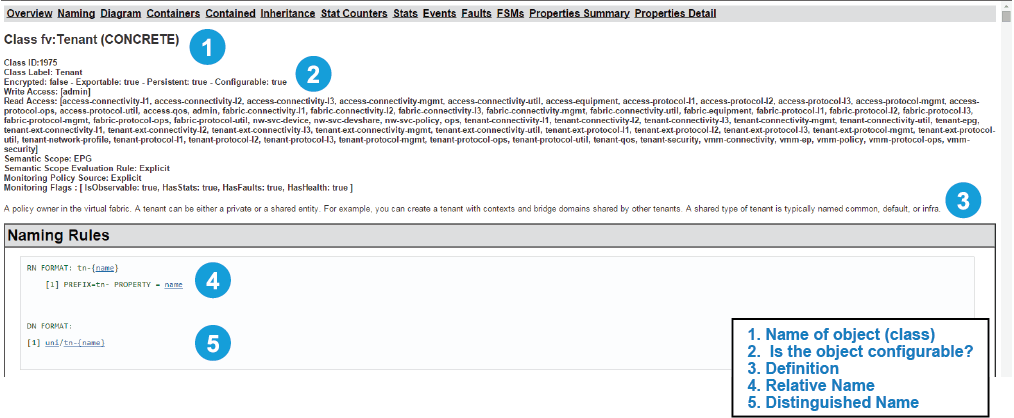 Overview Naming Diagram Containers Contained Inheritance Stat Counters Stats Events Faults FSMs Properties Summary Properties Detail
Class fv:Tenant (CONCRETE)
1
Class ID:1975
Class Label: Tenant
Encrypted: false - Exportable: true - Persistent: true - Configurable: true
2
Write Access: [admin]
Read Access: [access-connectivity-l1, access-connectivity-l2, access-connectivity-l3, access-connectivity-mgmt, access-connectivity-util, access-equipment, access-protocol-l1, access-protocol-l2, access-protocol-l3, access-protocol-mgmt, access-
protocol-ops, access-protocol-util, access-qos, admin, fabric-connectivity-l1, fabric-connectivity-l2, fabric-connectivity-l3, fabric-connectivity-mgmt, fabric-connectivity-util, fabric-equipment, fabric-protocol-l1, fabric-protocol-l2, fabric-protocol-l3,
fabric-protocol-mgmt, fabric-protocol-ops, fabric-protocol-util, nw-svc-device, nw-svc-devshare, nw-svc-policy, ops, tenant-connectivity-l1, tenant-connectivity-l2, tenant-connectivity-l3, tenant-connectivity-mgmt, tenant-connectivity-util, tenant-epg,
tenant-ext-connectivity-l1, tenant-ext-connectivity-l2, tenant-ext-connectivity-l3, tenant-ext-connectivity-mgmt, tenant-ext-connectivity-util, tenant-ext-protocol-l1, tenant-ext-protocol-l2, tenant-ext-protocol-l3, tenant-ext-protocol-mgmt, tenant-ext-protocol-
util, tenant-network-profile, tenant-protocol-l1, tenant-protocol-l2, tenant-protocol-l3, tenant-protocol-mgmt, tenant-protocol-ops, tenant-protocol-util, tenant-qos, tenant-security, vmm-connectivity, vmm-ep, vmm-policy, vmm-protocol-ops, vmm-
security]
Semantic Scope: EPG
Semantic Scope Evaluation Rule: Explicit
Monitoring Policy Source: Explicit
Monitoring Flags : [ IsObservable: true, HasStats: true, HasFaults: true, HasHealth: true ]
A policy owner in the virtual fabric. A tenant can be either a private or a shared entity. For example, you can create a tenant with contexts and bridge domains shared by other tenants. A shared type of tenant is typically named common, default, or infra.
3
Naming Rules
RN FORMAT: tn-{name}
[1] PREFIX=tn- PROPERTY = name
4
DN FORMAT:
[1] uni/tn-{name}
5
1. Name of object (class)
2. Is the object configurable?
3. Definition
4. Relative Name
5. Distinguished Name